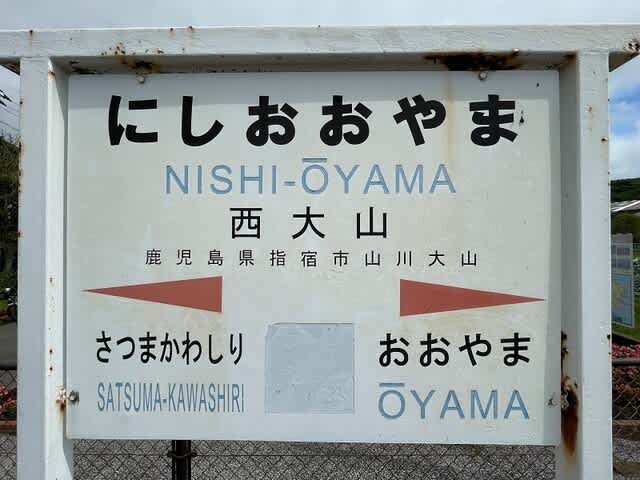 にしおおやま
NISHI-ŌYAMA
西大山
鹿児島県指宿市山川大山
さつまかわしり
おおやま
SATSUMA-KAWASHIRI
ŌYAMA